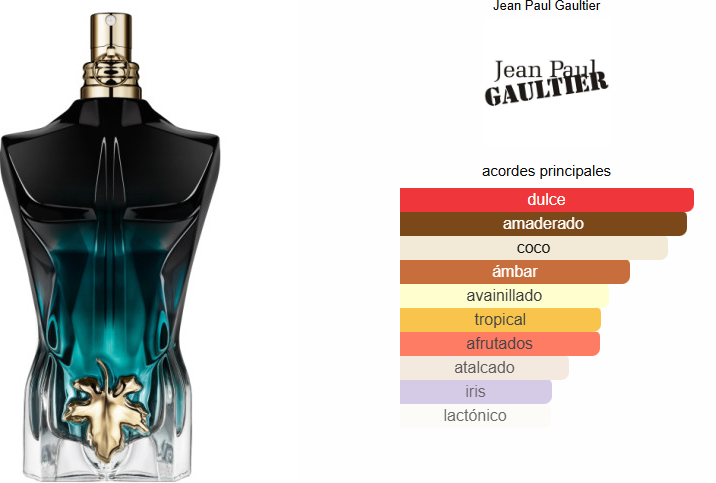 Jean Paul Gaultier
Jean Paul
GAULTIER
acordes principales
dulce
amaderado
coco
ámbar
avainillado
tropical
afrutados
atalcado
iris
lactónico